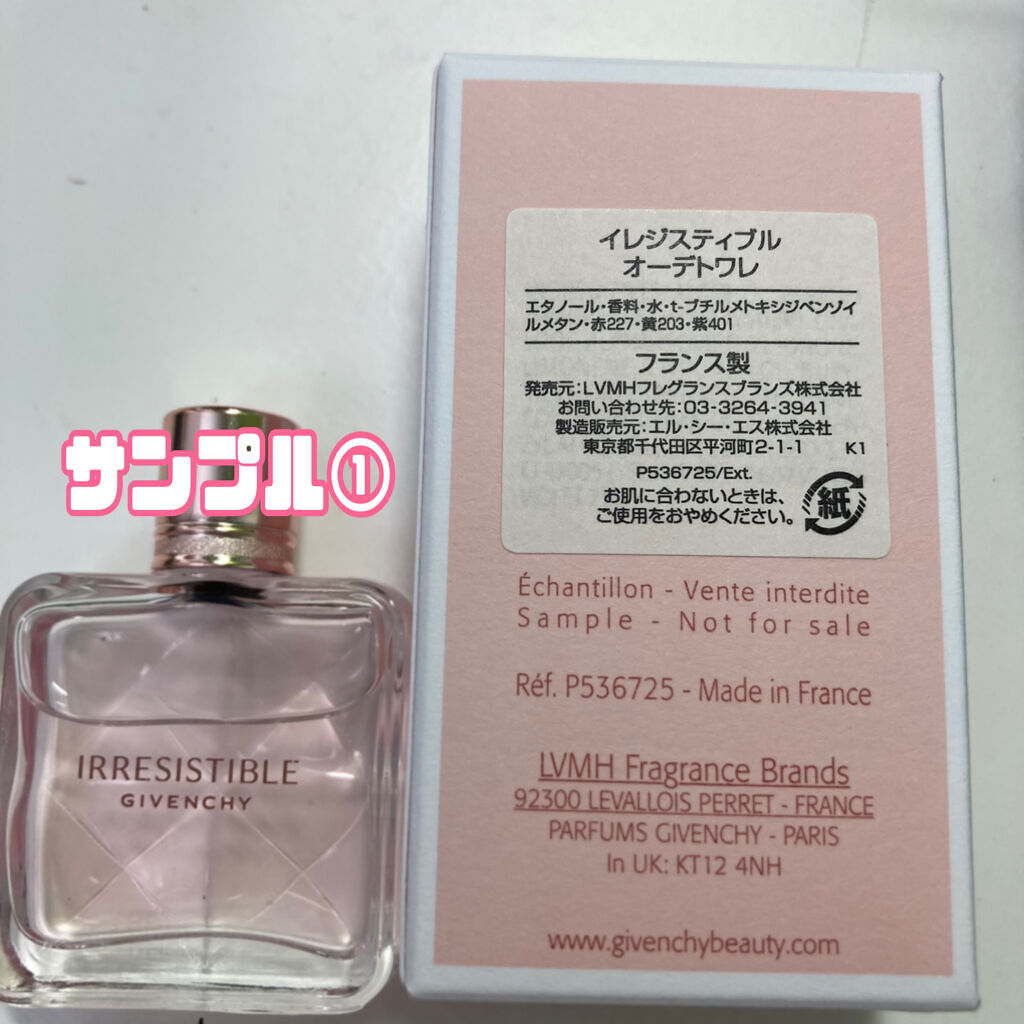 サンプル①
IRRESISTIBLE
GIVENCHY
イレジスティブル
オーデトワレ
エタノール・香料・水・t-ブチルメトキシジベンゾイ
ルメタン・赤227・黄203・紫401
フランス製
発売元:LVMHフレグランスブランズ株式会社
お問い合わせ先:03-3264-3941
製造販売元:エル・シー・エス株式会社
東京都千代田区平河町2-1-1 K1
P536725/Ext.
お肌に合わないときは、
ご使用をおやめください。
紙
Échantillon - Vente interdite
Sample - Not for sale
Réf. P536725 - Made in France
LVMH Fragrance Brands
92300 LEVALLOIS PERRET - FRANCE
PARFUMS GIVENCHY - PARIS
In UK: KT12 4NH
www.givenchybeauty.com